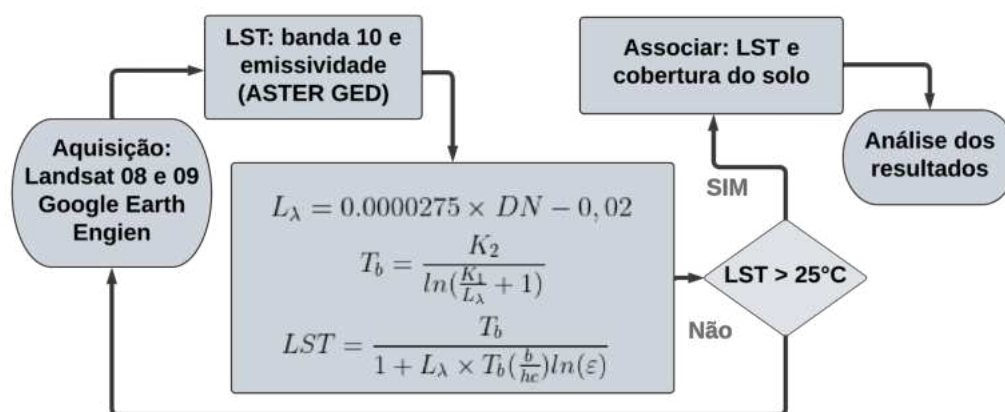 Aquisição:
Landsat 08 e 09
Google Earth
Engien
LST: banda 10 e
emissividade
(ASTER GED)
L_λ = 0.0000275 × DN − 0,02
T_b = K_2 / ln(K_1/L_λ + 1)
LST = T_b / 1 + L_λ × T_b(b/hc)ln(ε)
LST > 25°C
SIM
Não
Associar: LST e
cobertura do solo
Análise dos
resultados